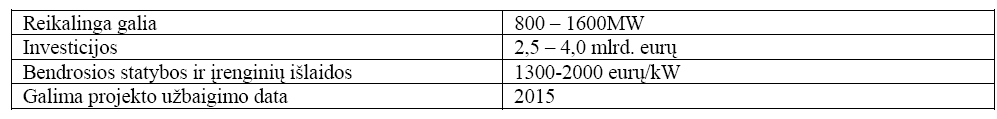 Reikalinga galia 800 – 1600MW
Investicijos 2,5 – 4,0 mlrd. eurų
Bendrosios statybos ir įrenginių išlaidos 1300-2000 eurų/kW
Galima projekto užbaigimo data 2015